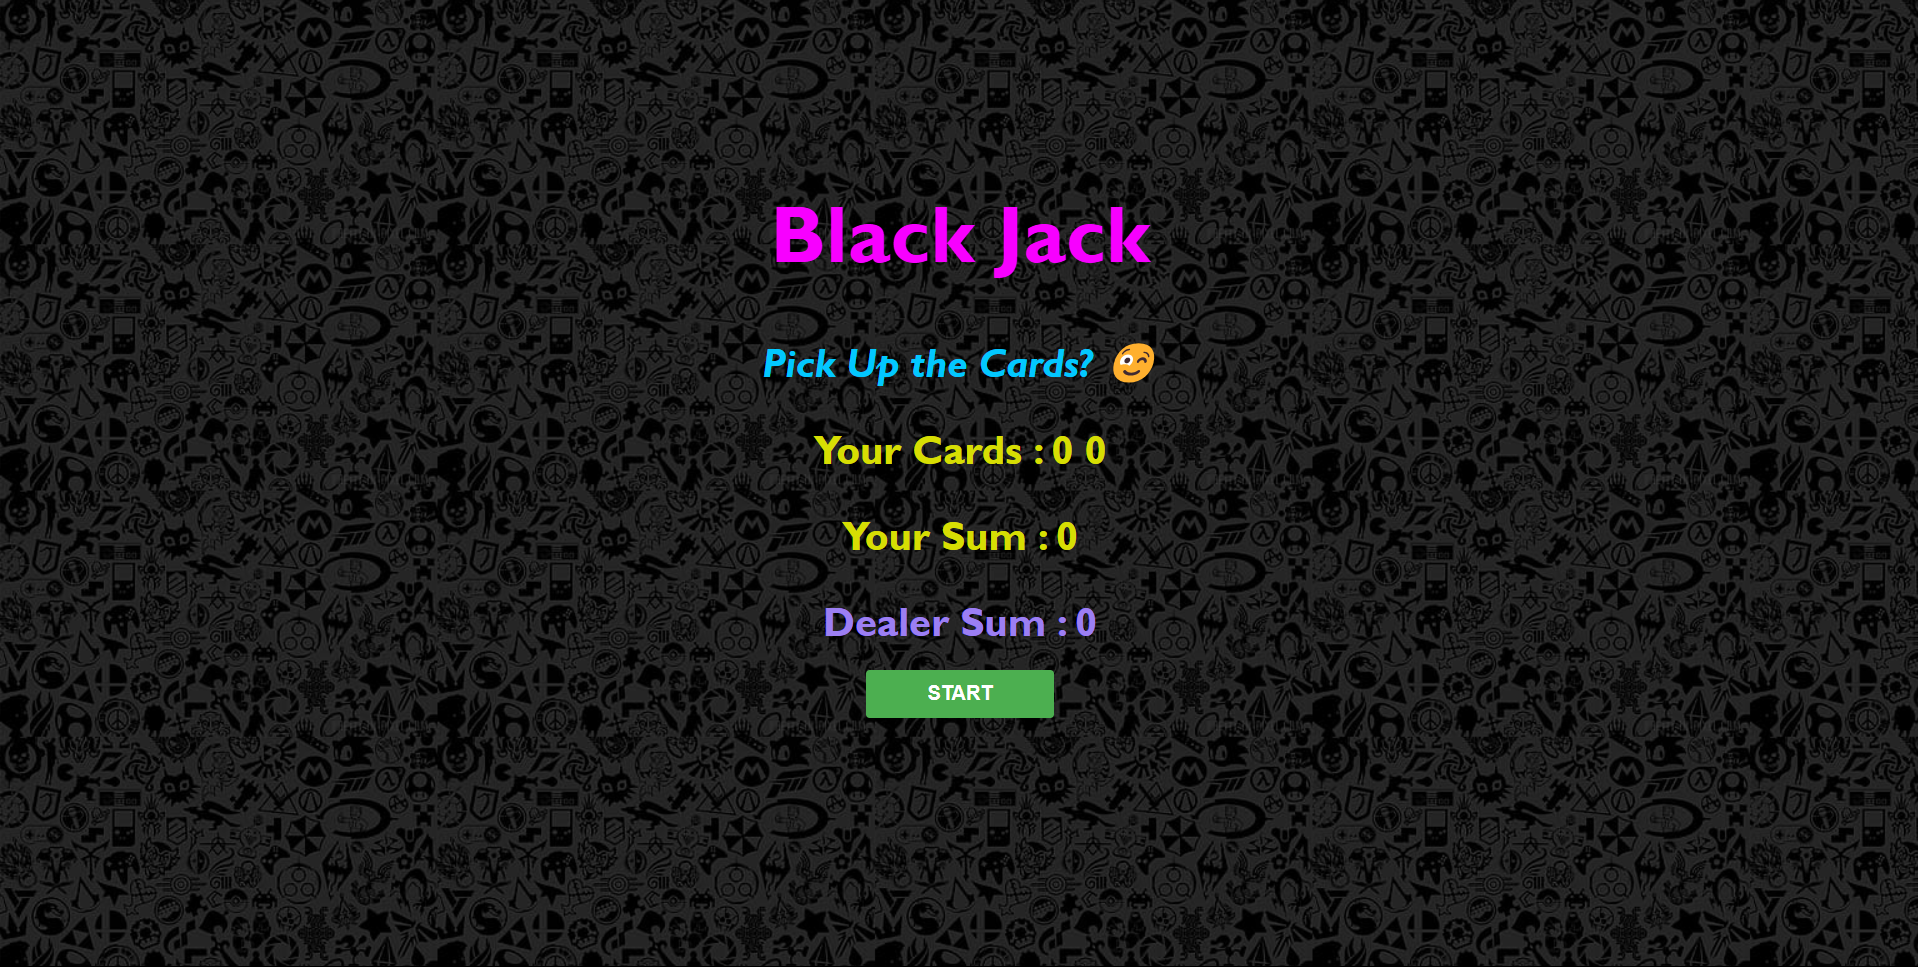 Black Jack
Pick Up the Cards? 😉
Your Cards : 0 0
Your Sum : 0
Dealer Sum : 0
START